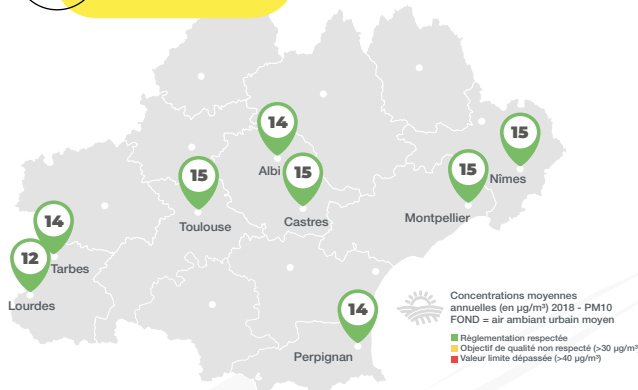 14
Albi
15
Castres
15
Toulouse
15
Montpellier
15
Nîmes
14
Tarbes
12
Lourdes
14
Perpignan
Concentrations moyennes
annuelles (en µg/m³) 2018 - PM10
FOND = air ambiant urbain moyen
Règlementation respectée
Objectif de qualité non respecté (>30 µg/m³)
Valeur limite dépassée (>40 µg/m³)